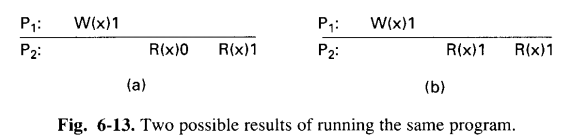 P₁: W(x)1 P₁: W(x)1
P₂: R(x)0 R(x)1 P₂: R(x)1 R(x)1
(a) (b)
Fig. 6-13. Two possible results of running the same program.